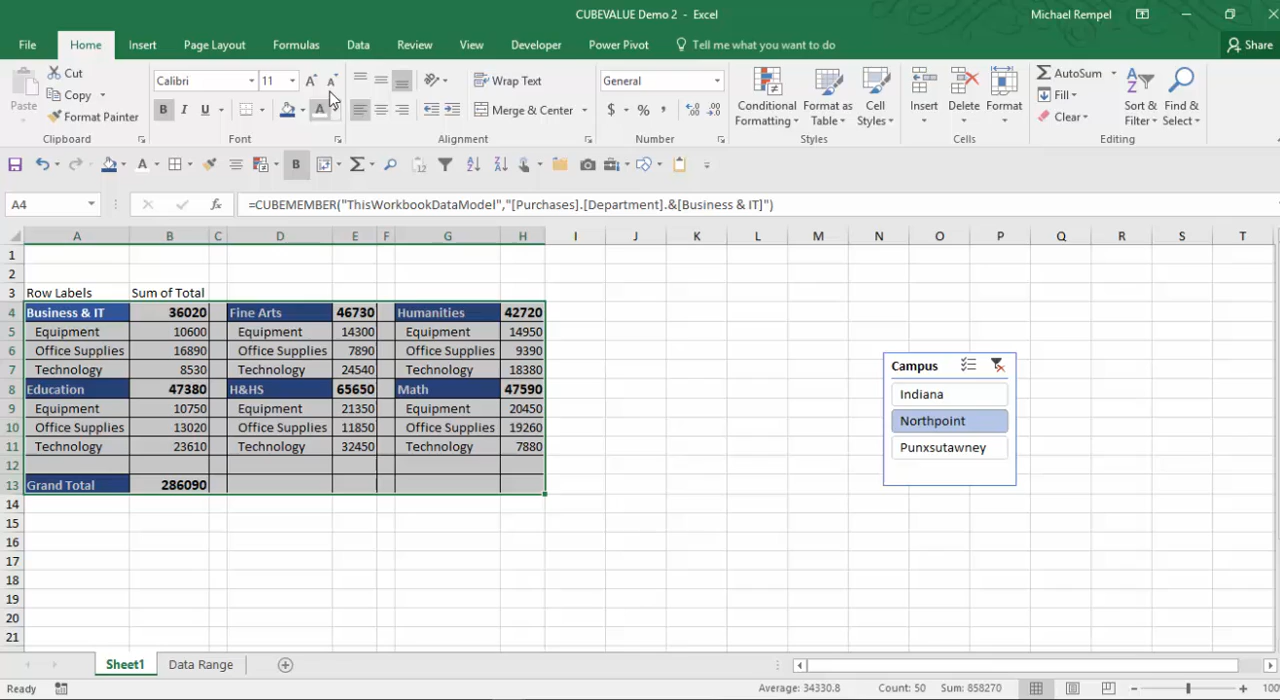 CUBEVALUE Demo 2 - Excel
Michael Rempel
File Home Insert Page Layout Formulas Data Review View Developer Power Pivot Tell me what you want to do Share
Paste Cut Copy Format Painter Clipboard
Calibri 11 B I U A Font
Wrap Text Merge & Center Alignment
General $ % , Number
Conditional Formatting Format as Table Cell Styles Styles
Insert Delete Format Cells
AutoSum Fill Clear Sort & Filter Find & Select Editing
A4 fx =CUBEMEMBER("ThisWorkbookDataModel","[Purchases].[Department].&[Business & IT]")
A B C D E F G H I J K L M N O P Q R S T
1
2
3 Row Labels Sum of Total
4 Business & IT 36020 Fine Arts 46730 Humanities 42720
5 Equipment 10600 Equipment 14300 Equipment 14950
6 Office Supplies 16890 Office Supplies 7890 Office Supplies 9390
7 Technology 8530 Technology 24540 Technology 18380
8 Education 47380 H&HS 65650 Math 47590
9 Equipment 10750 Equipment 21350 Equipment 20450
10 Office Supplies 13020 Office Supplies 11850 Office Supplies 19260
11 Technology 23610 Technology 32450 Technology 7880
12
13 Grand Total 286090
14
15
16
17
18
19
20
21
Campus
Indiana
Northpoint
Punxsutawney
Sheet1 Data Range
Ready Average: 34330.8 Count: 50 Sum: 858270 100